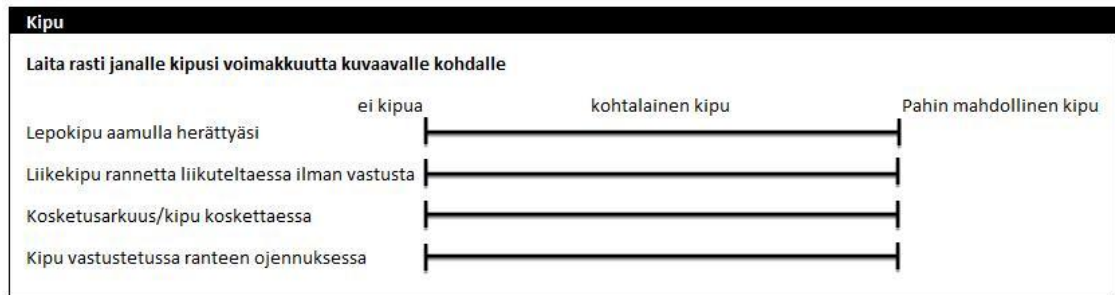 Kipu
Laita rasti janalle kipusi voimakkuutta kuvaavalle kohdalle
ei kipua kohtalainen kipu Pahin mahdollinen kipu
Lepokipu aamulla herättyäsi
Liikekipu rannetta liikuteltaessa ilman vastusta
Kosketusarkuus/kipu koskettaessa
Kipu vastustetussa ranteen ojennuksessa